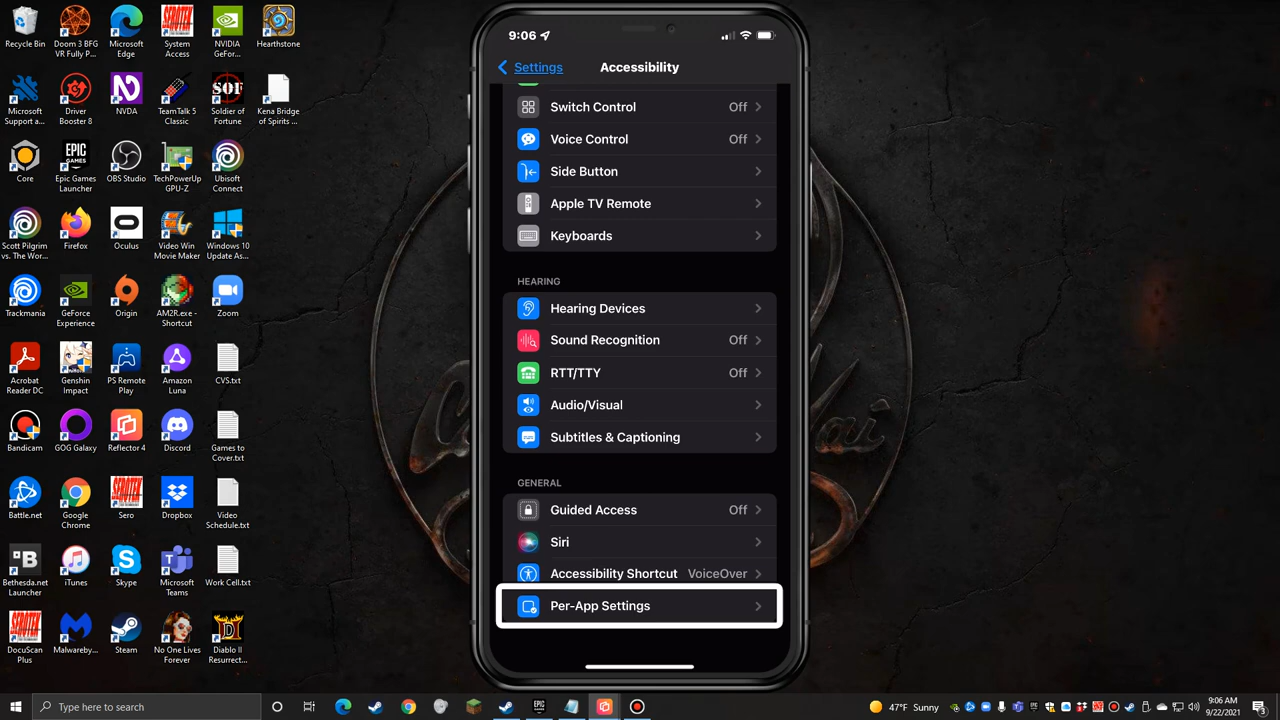 Recycle Bin
Doom 3 BFG
VR Fully P...
Microsoft
Edge
SEROTEK
System
Access
NVIDIA
GeFor...
Hearthstone
Microsoft
Support a...
Driver
Booster 8
NVDA
TeamTalk 5
Classic
SOF
Soldier of
Fortune
Kena Bridge
of Spirits ...
Core
EPIC
GAMES
Epic Games
Launcher
OBS Studio
TechPowerUp
GPU-Z
Ubisoft
Connect
Scott Pilgrim
vs. The Wor...
Firefox
Oculus
Video Win
Movie Maker
Windows 10
Update As...
Trackmania
GeForce
Experience
Origin
AM2R.exe -
Shortcut
Zoom
Acrobat
Reader DC
Genshin
Impact
PS Remote
Play
Amazon
Luna
CVS.txt
Bandicam
GOG Galaxy
Reflector 4
Discord
Games to
Cover.txt
Battle.net
Google
Chrome
SEROTEK
Sero
Dropbox
Video
Schedule.txt
B
Bethesda.net
Launcher
iTunes
Skype
Microsoft
Teams
Work Cell.txt
SEROTEK
DocuScan
Plus
Malwareby...
Steam
No One Lives
Forever
Diablo II
Resurrect...
9:06
Settings
Accessibility
Switch Control Off
Voice Control Off
Side Button
Apple TV Remote
Keyboards
HEARING
Hearing Devices
Sound Recognition Off
RTT/TTY Off
Audio/Visual
Subtitles & Captioning
GENERAL
Guided Access Off
Siri
Accessibility Shortcut VoiceOver
Per-App Settings
Type here to search
47°F Sunny
9:06 AM
9/22/2021